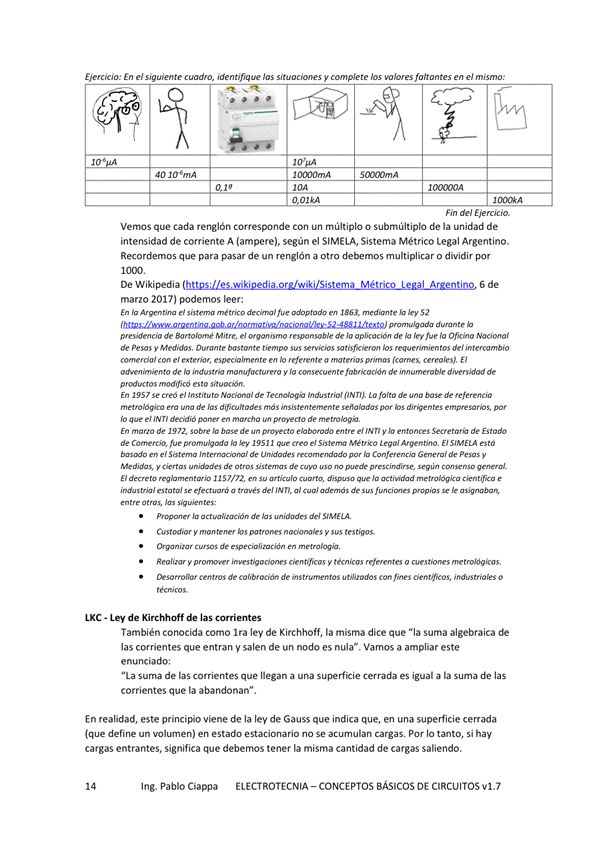 Ejercicio: En el siguiente cuadro, identifique las situaciones y complete los valores faltantes en el mismo:
10⁻⁶µA 10⁷µA
40 10⁻⁶mA 10000mA 50000mA
0,1ª 10A 100000A
0,01kA 1000kA
Fin del Ejercicio.
Vemos que cada renglón corresponde con un múltiplo o submúltiplo de la unidad de
intensidad de corriente A (ampere), según el SIMELA, Sistema Métrico Legal Argentino.
Recordemos que para pasar de un renglón a otro debemos multiplicar o dividir por
1000.
De Wikipedia (https://es.wikipedia.org/wiki/Sistema_Métrico_Legal_Argentino, 6 de
marzo 2017) podemos leer:
En la Argentina el sistema métrico decimal fue adoptado en 1863, mediante la ley 52
(https://www.argentina.gob.ar/normativa/nacional/ley-52-48811/texto) promulgada durante la
presidencia de Bartolomé Mitre, el organismo responsable de la aplicación de la ley fue la Oficina Nacional
de Pesas y Medidas. Durante bastante tiempo sus servicios satisficieron los requerimientos del intercambio
comercial con el exterior, especialmente en lo referente a materias primas (carnes, cereales). El
advenimiento de la industria manufacturera y la consecuente fabricación de innumerable diversidad de
productos modificó esta situación.
En 1957 se creó el Instituto Nacional de Tecnología Industrial (INTI). La falta de una base de referencia
metrológica era una de las dificultades más insistentemente señaladas por los dirigentes empresarios, por
lo que el INTI decidió poner en marcha un proyecto de metrología.
En marzo de 1972, sobre la base de un proyecto elaborado entre el INTI y la entonces Secretaría de Estado
de Comercio, fue promulgada la ley 19511 que creo el Sistema Métrico Legal Argentino. El SIMELA está
basado en el Sistema Internacional de Unidades recomendado por la Conferencia General de Pesas y
Medidas, y ciertas unidades de otros sistemas de cuyo uso no puede prescindirse, según consenso general.
El decreto reglamentario 1157/72, en su artículo cuarto, dispuso que la actividad metrológica científica e
industrial estatal se efectuará a través del INTI, al cual además de sus funciones propias se le asignaban,
entre otras, las siguientes:
• Proponer la actualización de las unidades del SIMELA.
• Custodiar y mantener los patrones nacionales y sus testigos.
• Organizar cursos de especialización en metrología.
• Realizar y promover investigaciones científicas y técnicas referentes a cuestiones metrológicas.
• Desarrollar centros de calibración de instrumentos utilizados con fines científicos, industriales o
técnicos.
LKC - Ley de Kirchhoff de las corrientes
También conocida como 1ra ley de Kirchhoff, la misma dice que “la suma algebraica de
las corrientes que entran y salen de un nodo es nula”. Vamos a ampliar este
enunciado:
“La suma de las corrientes que llegan a una superficie cerrada es igual a la suma de las
corrientes que la abandonan”.
En realidad, este principio viene de la ley de Gauss que indica que, en una superficie cerrada
(que define un volumen) en estado estacionario no se acumulan cargas. Por lo tanto, si hay
cargas entrantes, significa que debemos tener la misma cantidad de cargas saliendo.
14 Ing. Pablo Ciappa ELECTROTECNIA – CONCEPTOS BÁSICOS DE CIRCUITOS v1.7